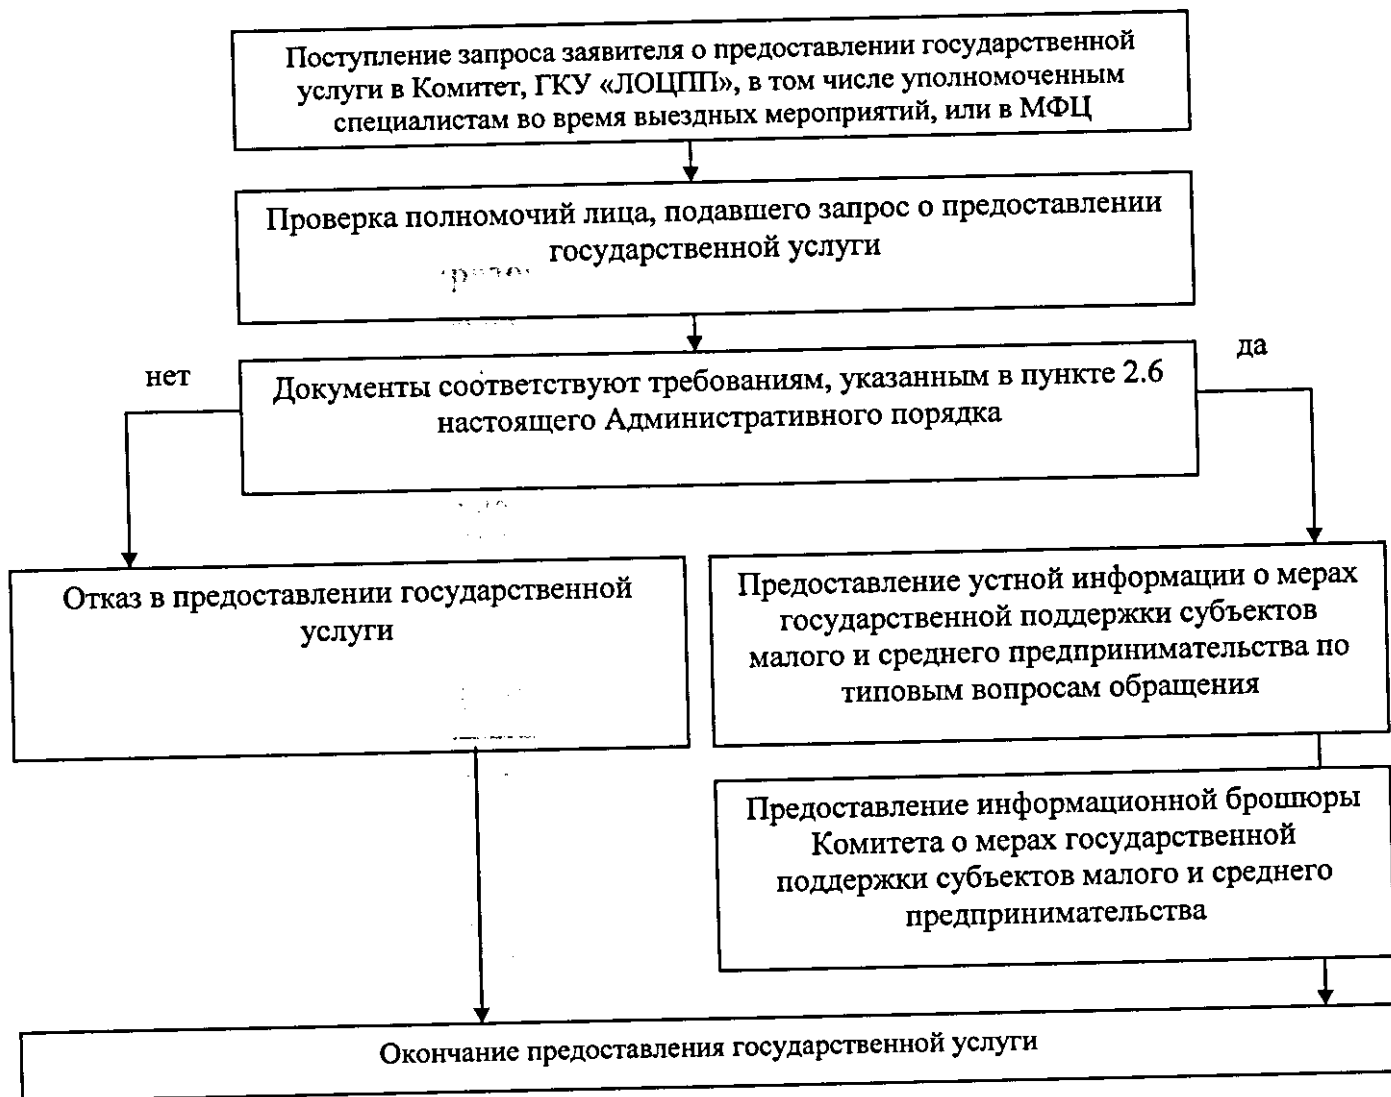 Поступление запроса заявителя о предоставлении государственной
услуги в Комитет, ГКУ «ЛОЦПП», в том числе уполномоченным
специалистам во время выездных мероприятий, или в МФЦ
Проверка полномочий лица, подавшего запрос о предоставлении
государственной услуги
нет
да
Документы соответствуют требованиям, указанным в пункте 2.6
настоящего Административного порядка
Отказ в предоставлении государственной
услуги
Предоставление устной информации о мерах
государственной поддержки субъектов
малого и среднего предпринимательства по
типовым вопросам обращения
Предоставление информационной брошюры
Комитета о мерах государственной
поддержки субъектов малого и среднего
предпринимательства
Окончание предоставления государственной услуги